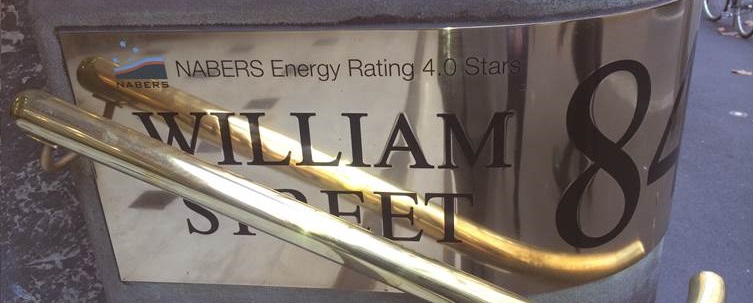 NABERS
NABERS Energy Rating 4.0 Stars
WILLIAM
STREET
84